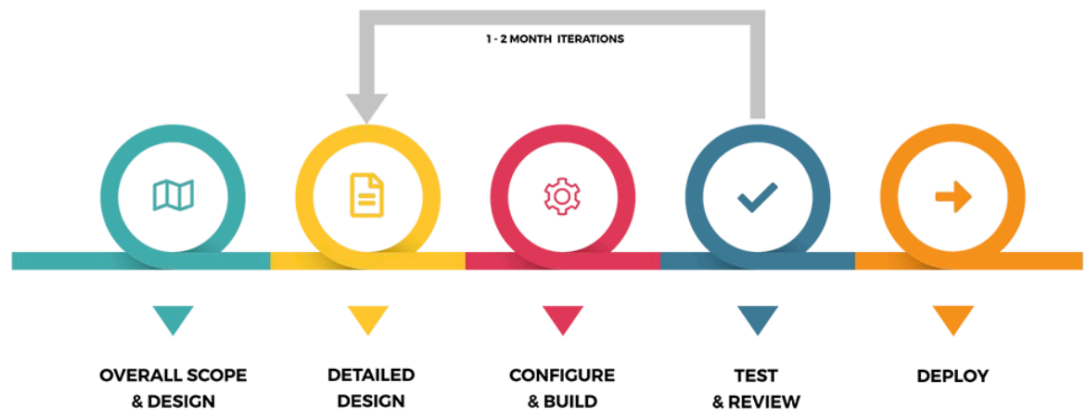 1 - 2 MONTH ITERATIONS
OVERALL SCOPE
& DESIGN
DETAILED
DESIGN
CONFIGURE
& BUILD
TEST
& REVIEW
DEPLOY